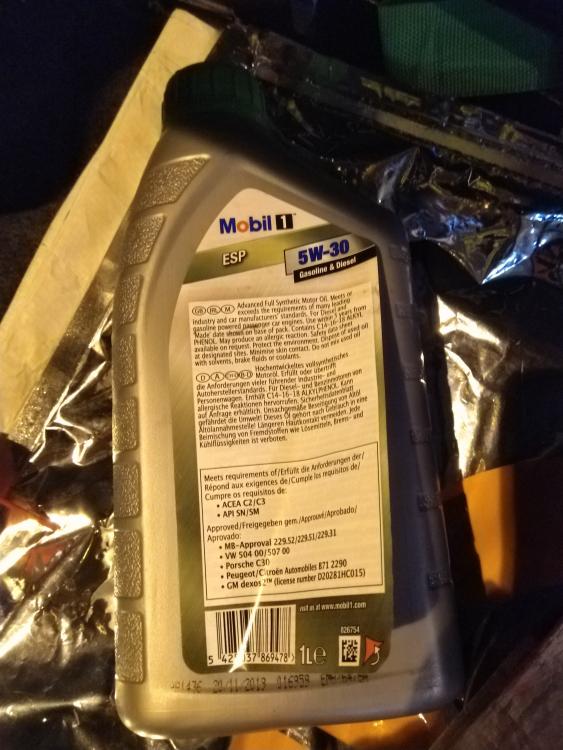 Mobil 1™
ESP
5W-30
Gasoline & Diesel
GB IRL M Advanced Full Synthetic Motor Oil. Meets or
exceeds the requirements of many leading
industry and car manufacturers' standards. For Diesel and
gasoline powered passenger car engines. Use within 5 years from
'Made' date shown on base of pack. Contains C14-16-18 ALKYL
PHENOL. May produce an allergic reaction. Safety data sheet
available on request. Protect the environment. Dispose of used oil
at designated sites. Minimise skin contact. Do not mix used oil
with solvents, brake fluids or coolants.
D A Hochentwickeltes vollsynthetisches
Motoröl. Erfüllt oder übertrifft
die Anforderungen vieler führender Industrie- und
Autoherstellerstandards. Für Diesel- und Benzinmotoren von
Personenwagen. Enthält C14-16-18 ALKYL PHENOL. Kann
allergische Reaktionen hervorrufen. Sicherheitsdatenblatt
auf Anfrage erhältlich. Unsachgemäße Beseitigung von Altöl
gefährdet die Umwelt! Dieses Öl gehört nach Gebrauch in eine
Altölannahmestelle! Längeren Hautkontakt vermeiden. Jede
Beimischung von Fremdstoffen wie Lösemitteln, Brems- und
Kühlflüssigkeiten ist verboten.
Meets requirements of/Erfüllt die Anforderungen der/
Répond aux exigences de/Cumple los requisitos de/
Cumpre os requisitos de:
• ACEA C2/C3
• API SN/SM
Approved/Freigegeben gem./Approuvé/Aprobado/
Aprovado:
• MB-Approval 229.52/229.51/229.31
• VW 504 00/507 00
• Porsche C30
• Peugeot/Citroën Automobiles B71 2290
• GM dexos2™ (license number D20281HC015)
Visit us at www.mobil1.com
826754
1L℮
20/11/2019 016959